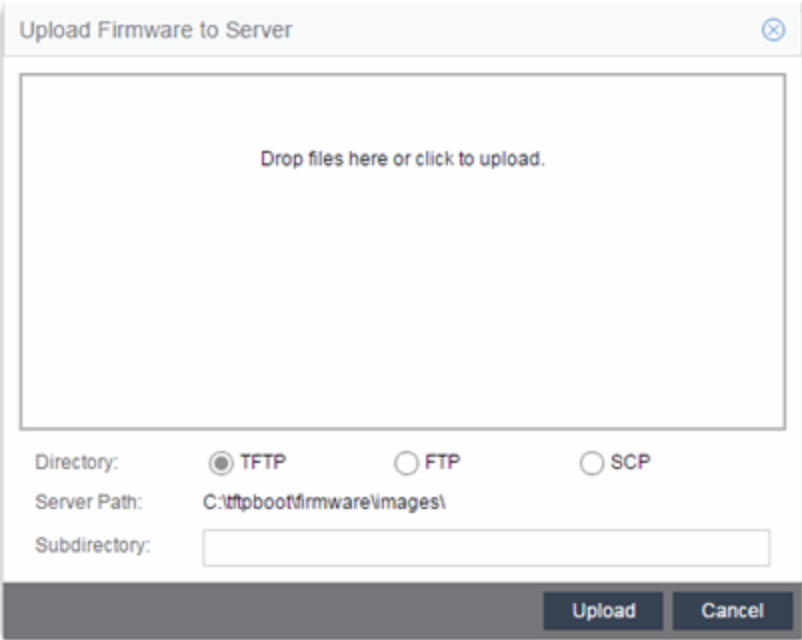 Upload Firmware to Server
Drop files here or click to upload.
Directory: TFTP FTP SCP
Server Path: C:\tftpboot\firmware\images\
Subdirectory:
Upload Cancel